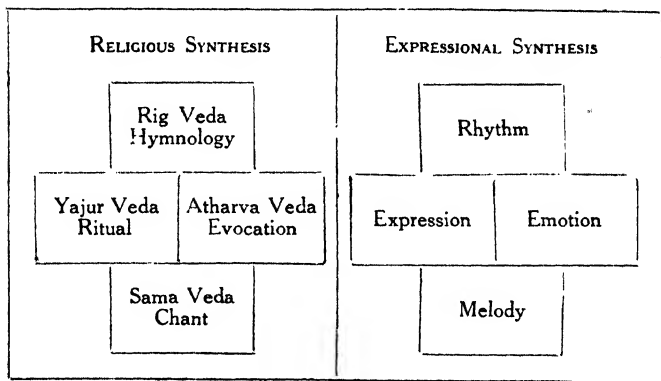 RELIGIOUS SYNTHESIS
EXPRESSIONAL SYNTHESIS
Rig Veda
Hymnology
Rhythm
Yajur Veda
Ritual
Atharva Veda
Evocation
Expression
Emotion
Sama Veda
Chant
Melody